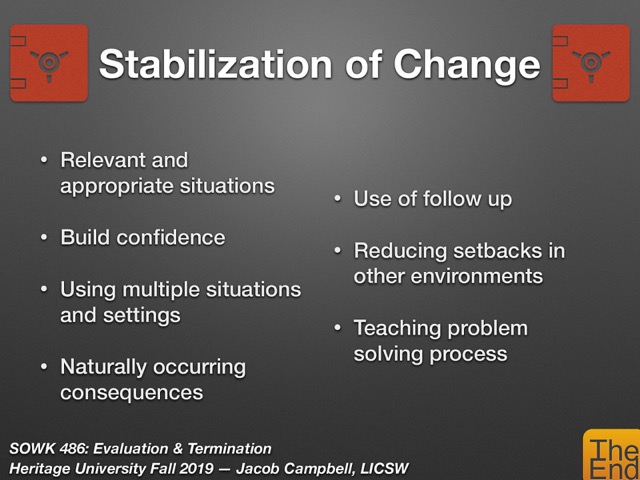 Stabilization of Change
• Relevant and
appropriate situations
• Build confidence
• Using multiple situations
and settings
• Naturally occurring
consequences
• Use of follow up
• Reducing setbacks in
other environments
• Teaching problem
solving process
SOWK 486: Evaluation & Termination
Heritage University Fall 2019 — Jacob Campbell, LICSW
The
End